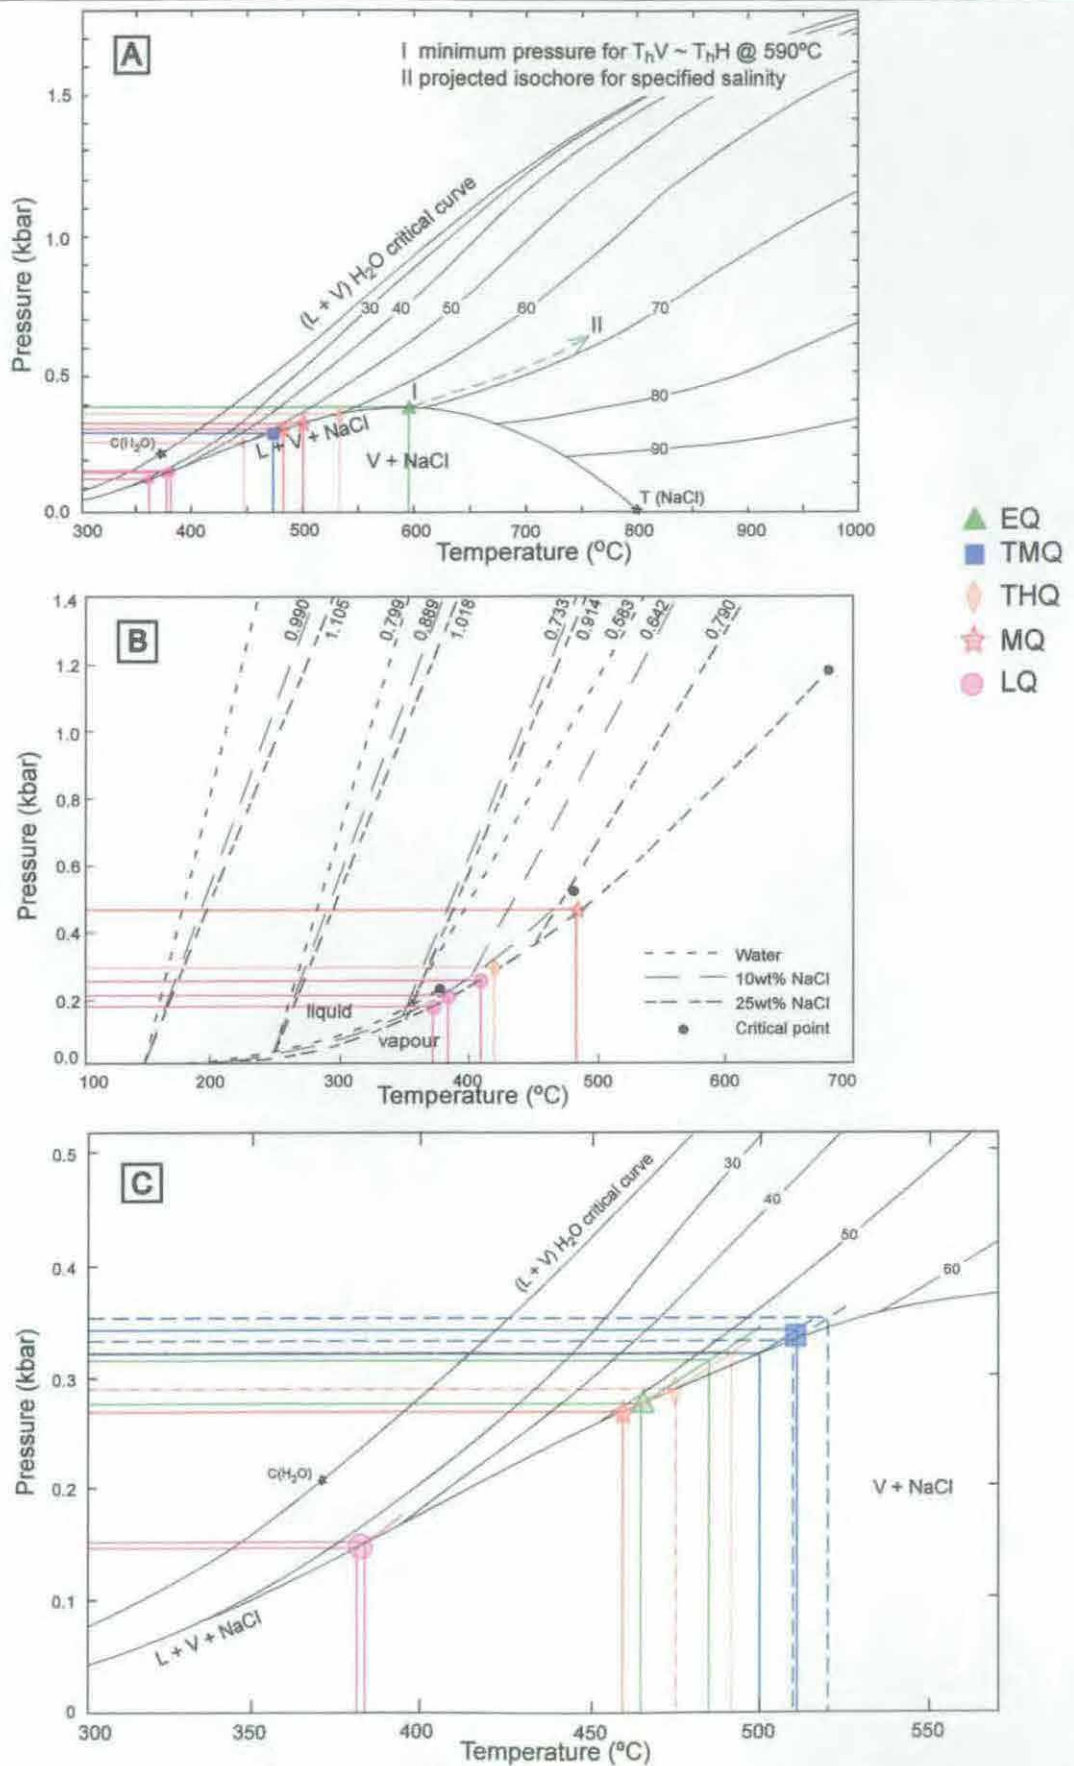 A
I minimum pressure for TₕV ~ TₕH @ 590ºC
II projected isochore for specified salinity
1.5
1.0
0.5
0.0
Pressure (kbar)
(L + V) H₂O critical curve
30
40
50
60
70
80
90
I
II
C(H₂O)
L + V + NaCl
V + NaCl
T (NaCl)
300
400
500
600
700
800
900
1000
Temperature (ºC)
EQ
TMQ
THQ
MQ
LQ
B
1.4
1.2
1.0
0.8
0.6
0.4
0.2
0.0
Pressure (kbar)
0.990
1.105
0.799
0.889
1.018
0.733
0.914
0.583
0.642
0.790
liquid
vapour
Water
10wt% NaCl
25wt% NaCl
Critical point
100
200
300
400
500
600
700
Temperature (ºC)
C
0.5
0.4
0.3
0.2
0.1
0
Pressure (kbar)
(L + V) H₂O critical curve
30
40
50
60
C(H₂O)
V + NaCl
L + V + NaCl
300
350
400
450
500
550
Temperature (ºC)